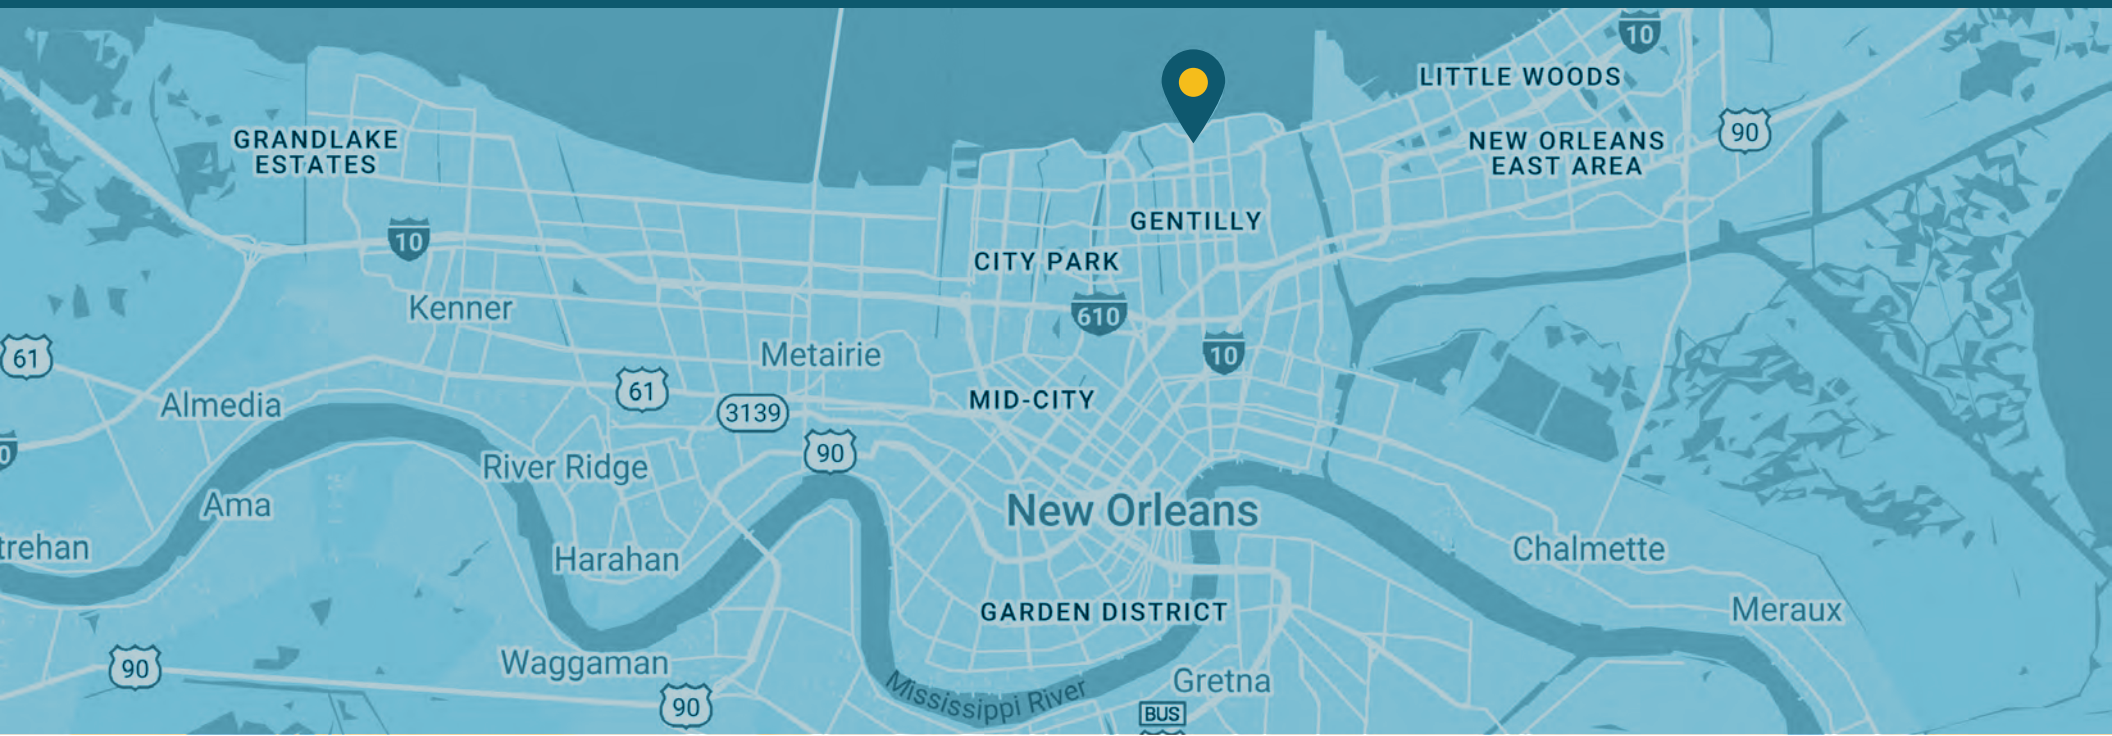 10
LITTLE WOODS
90
GRANDLAKE
ESTATES
NEW ORLEANS
EAST AREA
GENTILLY
10
CITY PARK
Kenner
610
61
Metairie
10
61
Almedia
3139
MID-CITY
90
0
River Ridge
Ama
New Orleans
trehan
Harahan
Chalmette
GARDEN DISTRICT
Meraux
90
Waggaman
Gretna
Mississippi River
90
BUS